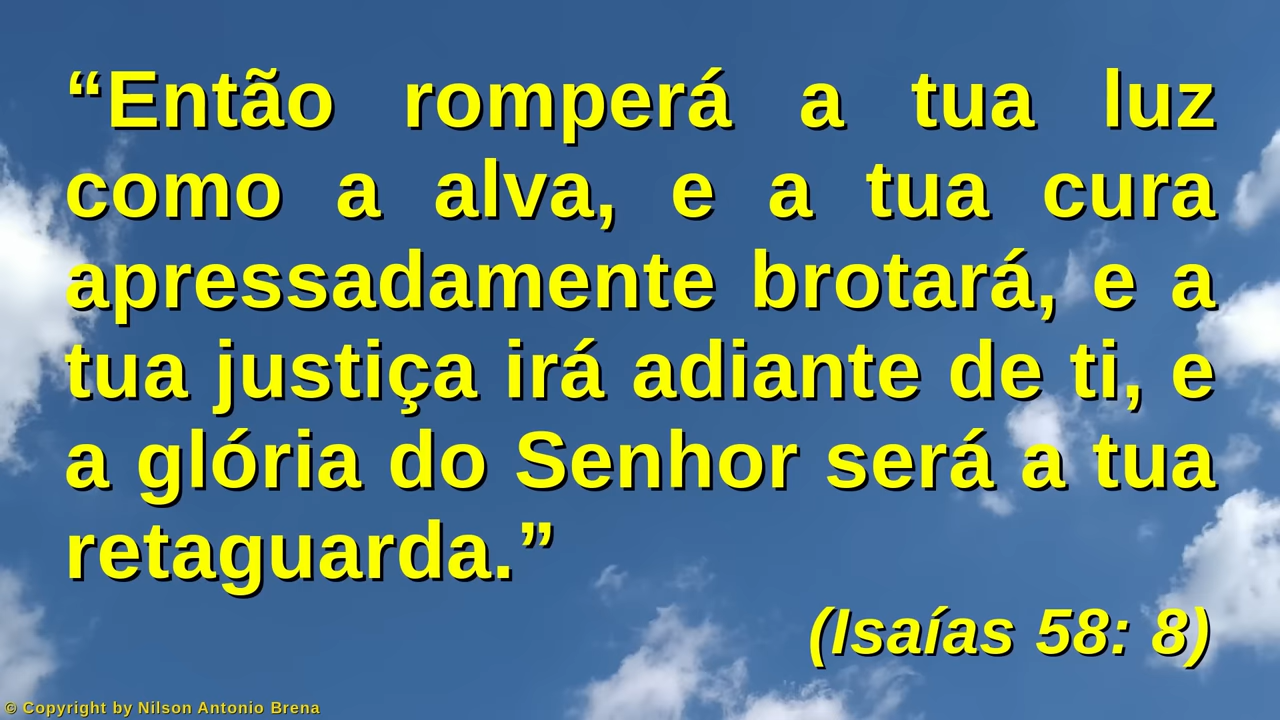 “Então romperá a tua luz
como a alva, e a tua cura
apressadamente brotará, e a
tua justiça irá adiante de ti, e
a glória do Senhor será a tua
retaguarda.”
(Isaías 58: 8)
© Copyright by Nilson Antonio Brena